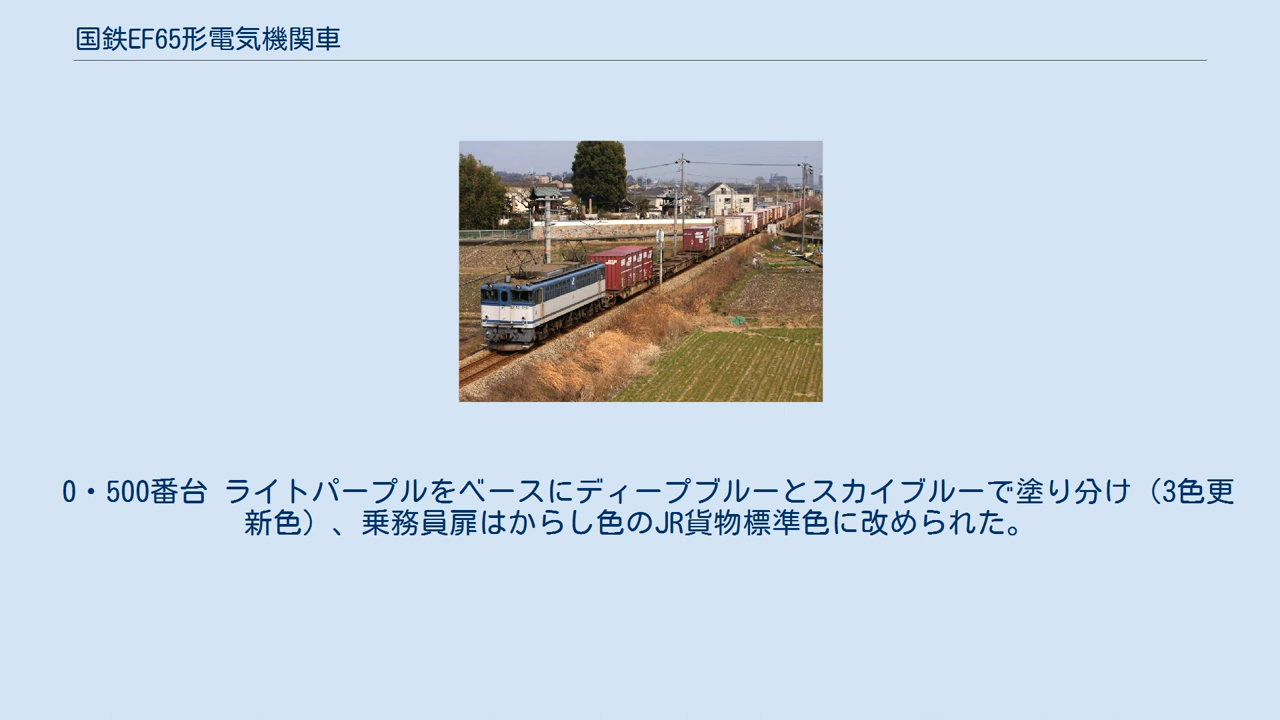 国鉄EF65形電気機関車
0・500番台 ライトパープルをベースにディープブルーとスカイブルーで塗り分け（3色更
新色）、乗務員扉はからし色のJR貨物標準色に改められた。